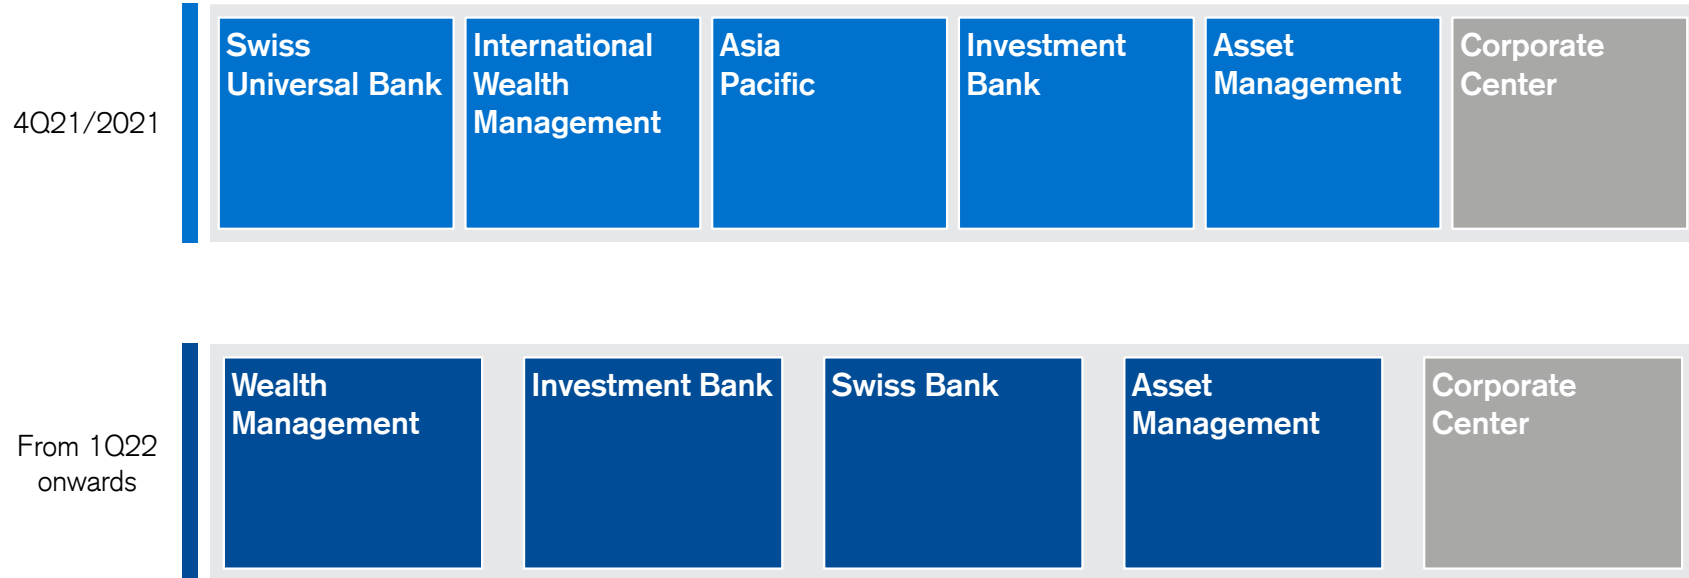 4Q21/2021
Swiss
Universal Bank
International
Wealth
Management
Asia
Pacific
Investment
Bank
Asset
Management
Corporate
Center
From 1Q22
onwards
Wealth
Management
Investment Bank
Swiss Bank
Asset
Management
Corporate
Center